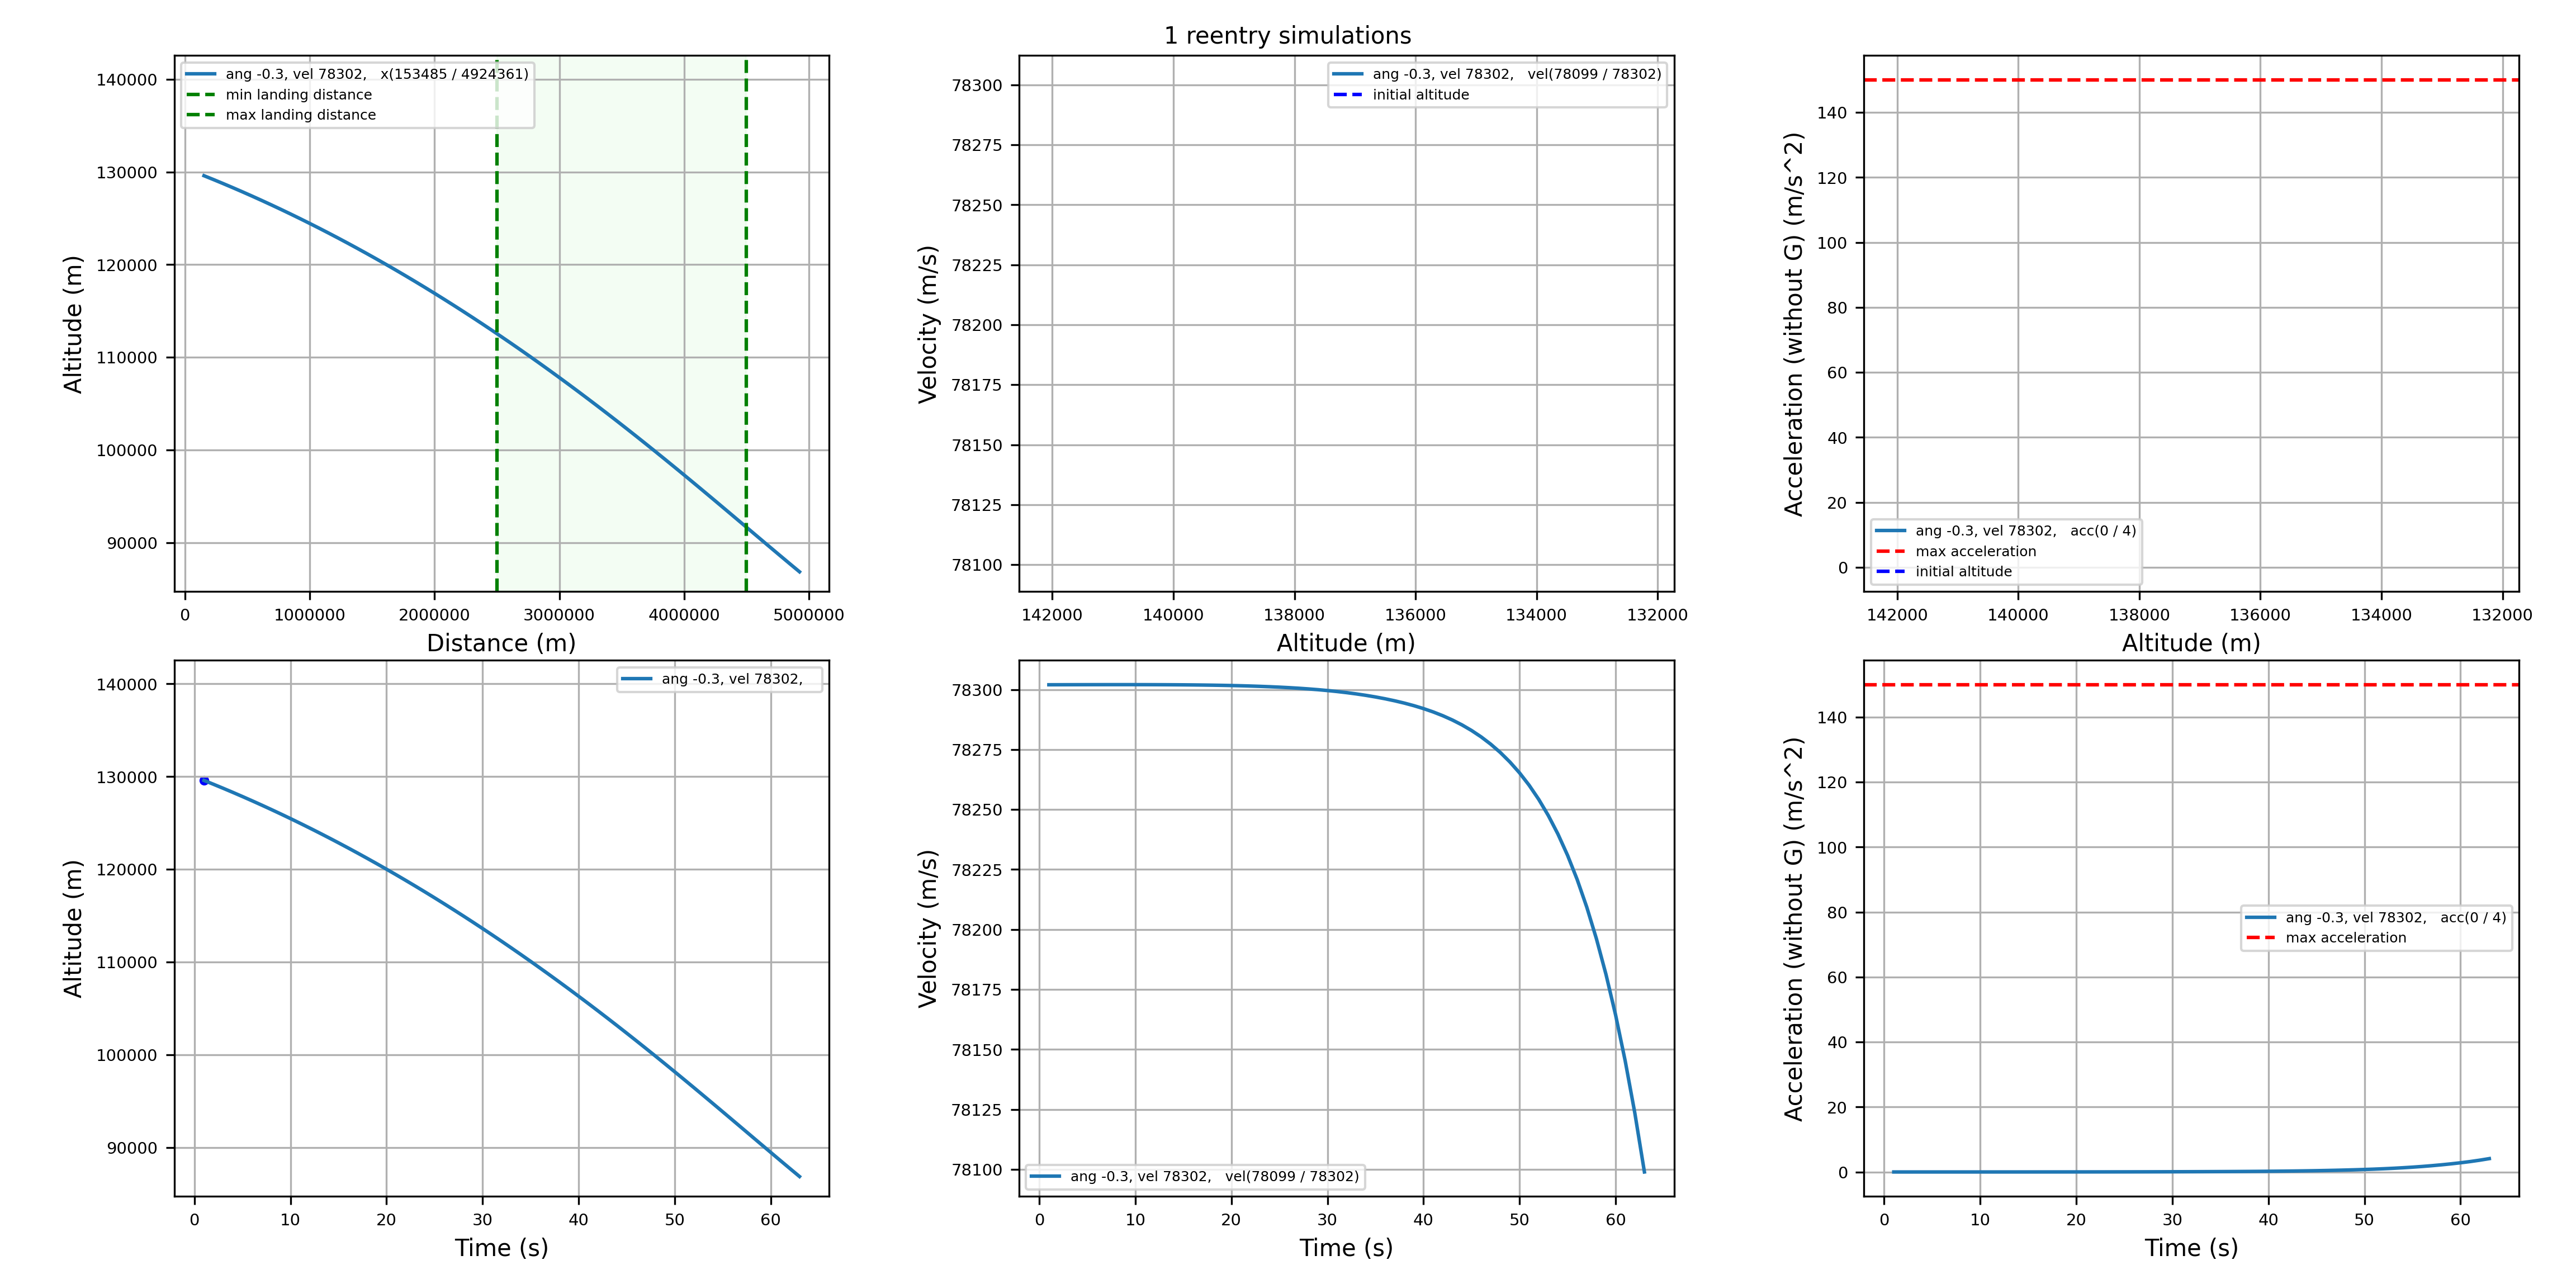 1 reentry simulations
140000
130000
120000
110000
100000
90000
Altitude (m)
ang -0.3, vel 78302,   x(153485 / 4924361)
min landing distance
max landing distance
0 1000000 2000000 3000000 4000000 5000000
Distance (m)
78300
78275
78250
78225
78200
78175
78150
78125
78100
Velocity (m/s)
ang -0.3, vel 78302,   vel(78099 / 78302)
initial altitude
142000 140000 138000 136000 134000 132000
Altitude (m)
140
120
100
80
60
40
20
0
Acceleration (without G) (m/s^2)
ang -0.3, vel 78302,   acc(0 / 4)
max acceleration
initial altitude
142000 140000 138000 136000 134000 132000
Altitude (m)
140000
130000
120000
110000
100000
90000
Altitude (m)
ang -0.3, vel 78302,
0 10 20 30 40 50 60
Time (s)
78300
78275
78250
78225
78200
78175
78150
78125
78100
Velocity (m/s)
ang -0.3, vel 78302,   vel(78099 / 78302)
0 10 20 30 40 50 60
Time (s)
140
120
100
80
60
40
20
0
Acceleration (without G) (m/s^2)
ang -0.3, vel 78302,   acc(0 / 4)
max acceleration
0 10 20 30 40 50 60
Time (s)